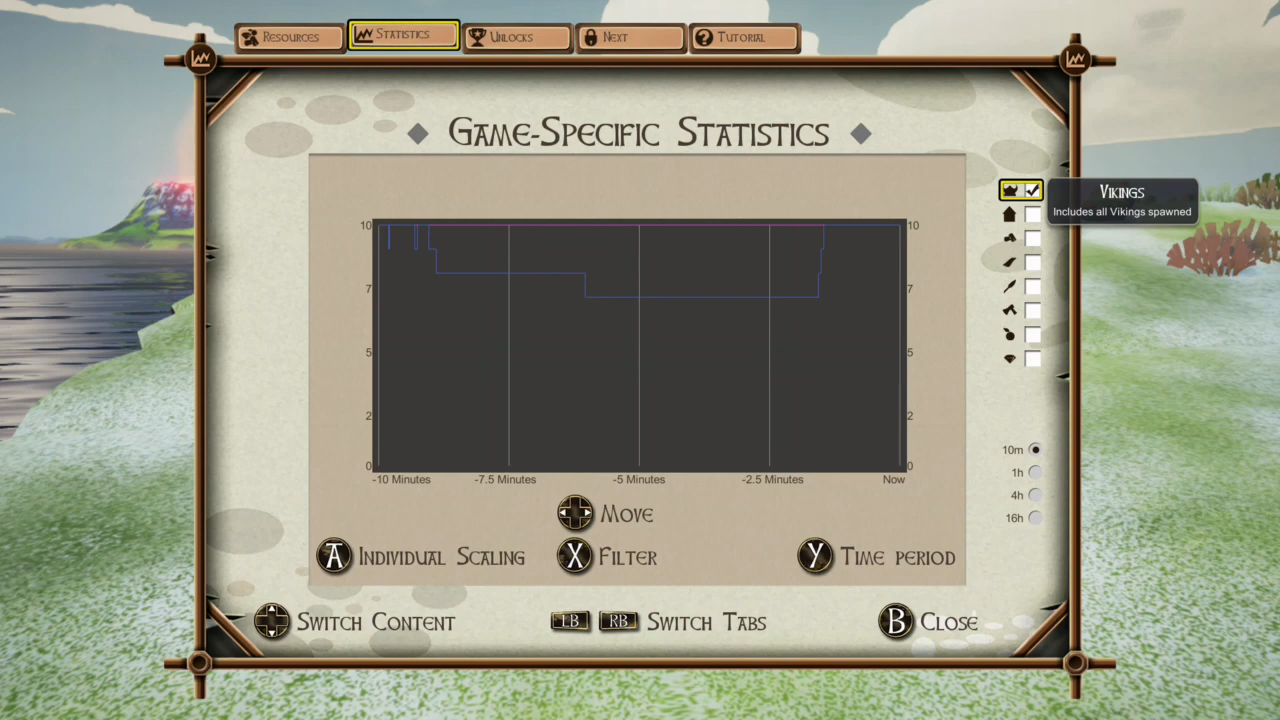 Resources
Statistics
Unlocks
Next
Tutorial
Game-Specific Statistics
Vikings
Includes all Vikings spawned
10 10
7 7
5 5
2 2
0 0
-10 Minutes -7.5 Minutes -5 Minutes -2.5 Minutes Now
10m
1h
4h
16h
Move
A Individual Scaling X Filter Y Time period
Switch Content LB RB Switch Tabs B Close